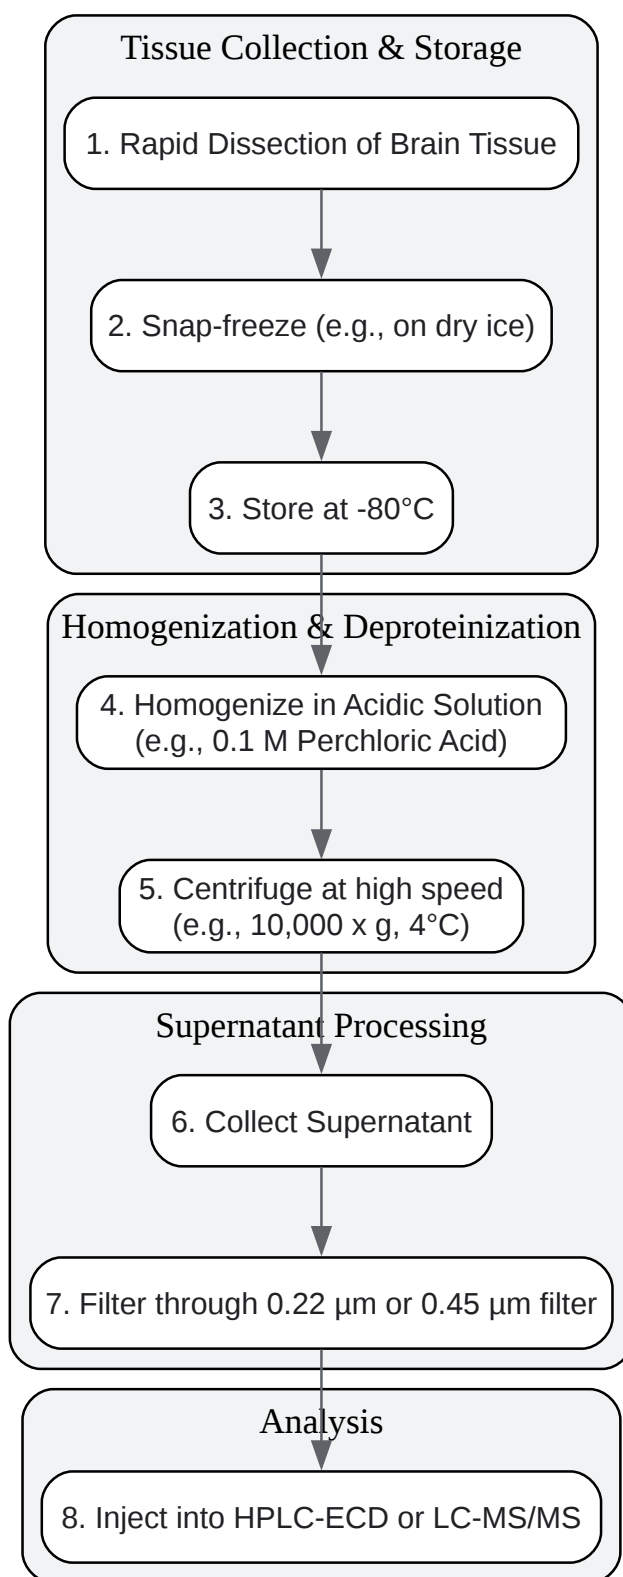 Tissue Collection & Storage
1. Rapid Dissection of Brain Tissue
2. Snap-freeze (e.g., on dry ice)
3. Store at -80°C
Homogenization & Deproteinization
4. Homogenize in Acidic Solution
(e.g., 0.1 M Perchloric Acid)
5. Centrifuge at high speed
(e.g., 10,000 x g, 4°C)
Supernatant Processing
6. Collect Supernatant
7. Filter through 0.22 µm or 0.45 µm filter
Analysis
8. Inject into HPLC-ECD or LC-MS/MS